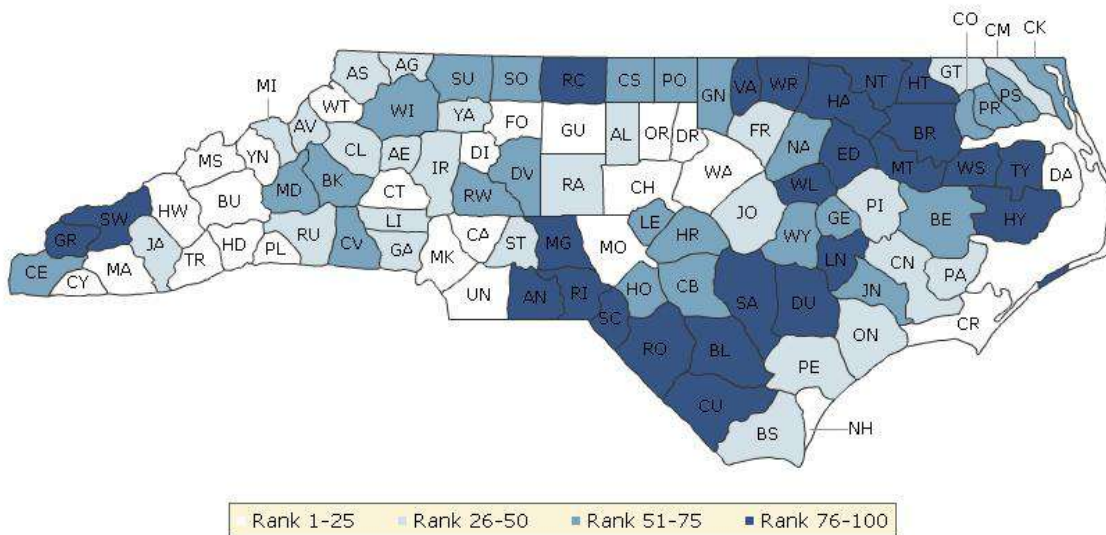 CO
CM
CK
AS
AG
SU
SO
RC
CS
PO
GN
VA
WR
HA
NT
HT
GT
PS
PR
MI
WT
WI
YA
FO
GU
AL
OR
DR
FR
NA
BR
AV
CL
AE
IR
DI
DV
ED
MT
WS
TY
DA
MS
YN
MD
BK
CT
RW
RA
CH
WA
WL
SW
HW
BU
LI
JO
PI
BE
HY
GR
JA
HD
PL
RU
CV
GA
CA
ST
MG
MO
LE
HR
WY
GE
CE
CY
MA
TR
MK
LN
CN
PA
UN
AN
RI
HO
CB
SA
DU
JN
SC
RO
BL
ON
CR
PE
CU
BS
NH
Rank 1-25 Rank 26-50 Rank 51-75 Rank 76-100